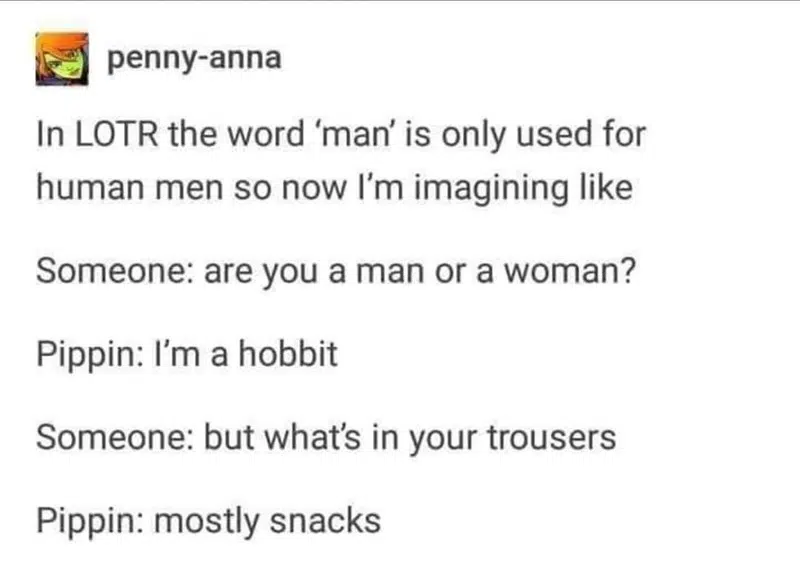 penny-anna
In LOTR the word ‘man’ is only used for
human men so now I'm imagining like
Someone: are you a man or a woman?
Pippin: I'm a hobbit
Someone: but what's in your trousers
Pippin: mostly snacks